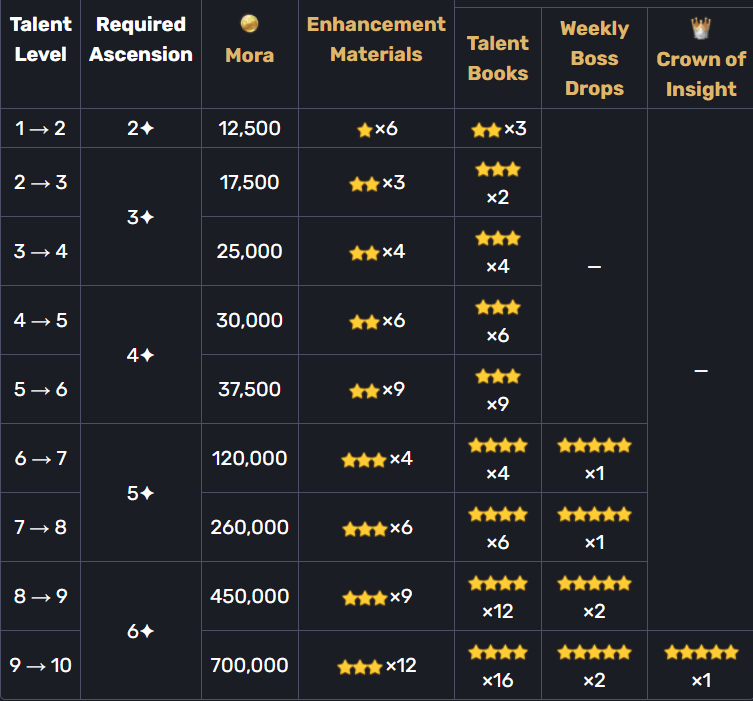 Talent Level
Required Ascension
Mora
Enhancement Materials
Talent Books
Weekly Boss Drops
Crown of Insight
1 → 2 2✦ 12,500 ★×6 ★★×3 – –
2 → 3 3✦ 17,500 ★★×3 ★★★ ×2
3 → 4 25,000 ★★×4 ★★★ ×4
4 → 5 4✦ 30,000 ★★×6 ★★★ ×6
5 → 6 37,500 ★★×9 ★★★ ×9
6 → 7 5✦ 120,000 ★★★×4 ★★★★ ×4 ★★★★★ ×1
7 → 8 260,000 ★★★×6 ★★★★ ×6 ★★★★★ ×1
8 → 9 6✦ 450,000 ★★★×9 ★★★★ ×12 ★★★★★ ×2
9 → 10 700,000 ★★★×12 ★★★★ ×16 ★★★★★ ×2 ★★★★★ ×1